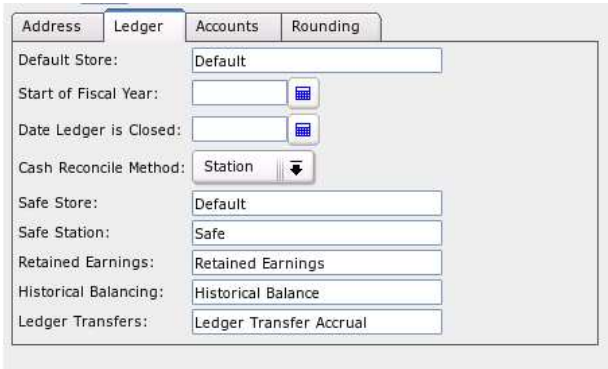 Address Ledger Accounts Rounding
Default Store: Default
Start of Fiscal Year:
Date Ledger is Closed:
Cash Reconcile Method: Station
Safe Store: Default
Safe Station: Safe
Retained Earnings: Retained Earnings
Historical Balancing: Historical Balance
Ledger Transfers: Ledger Transfer Accrual